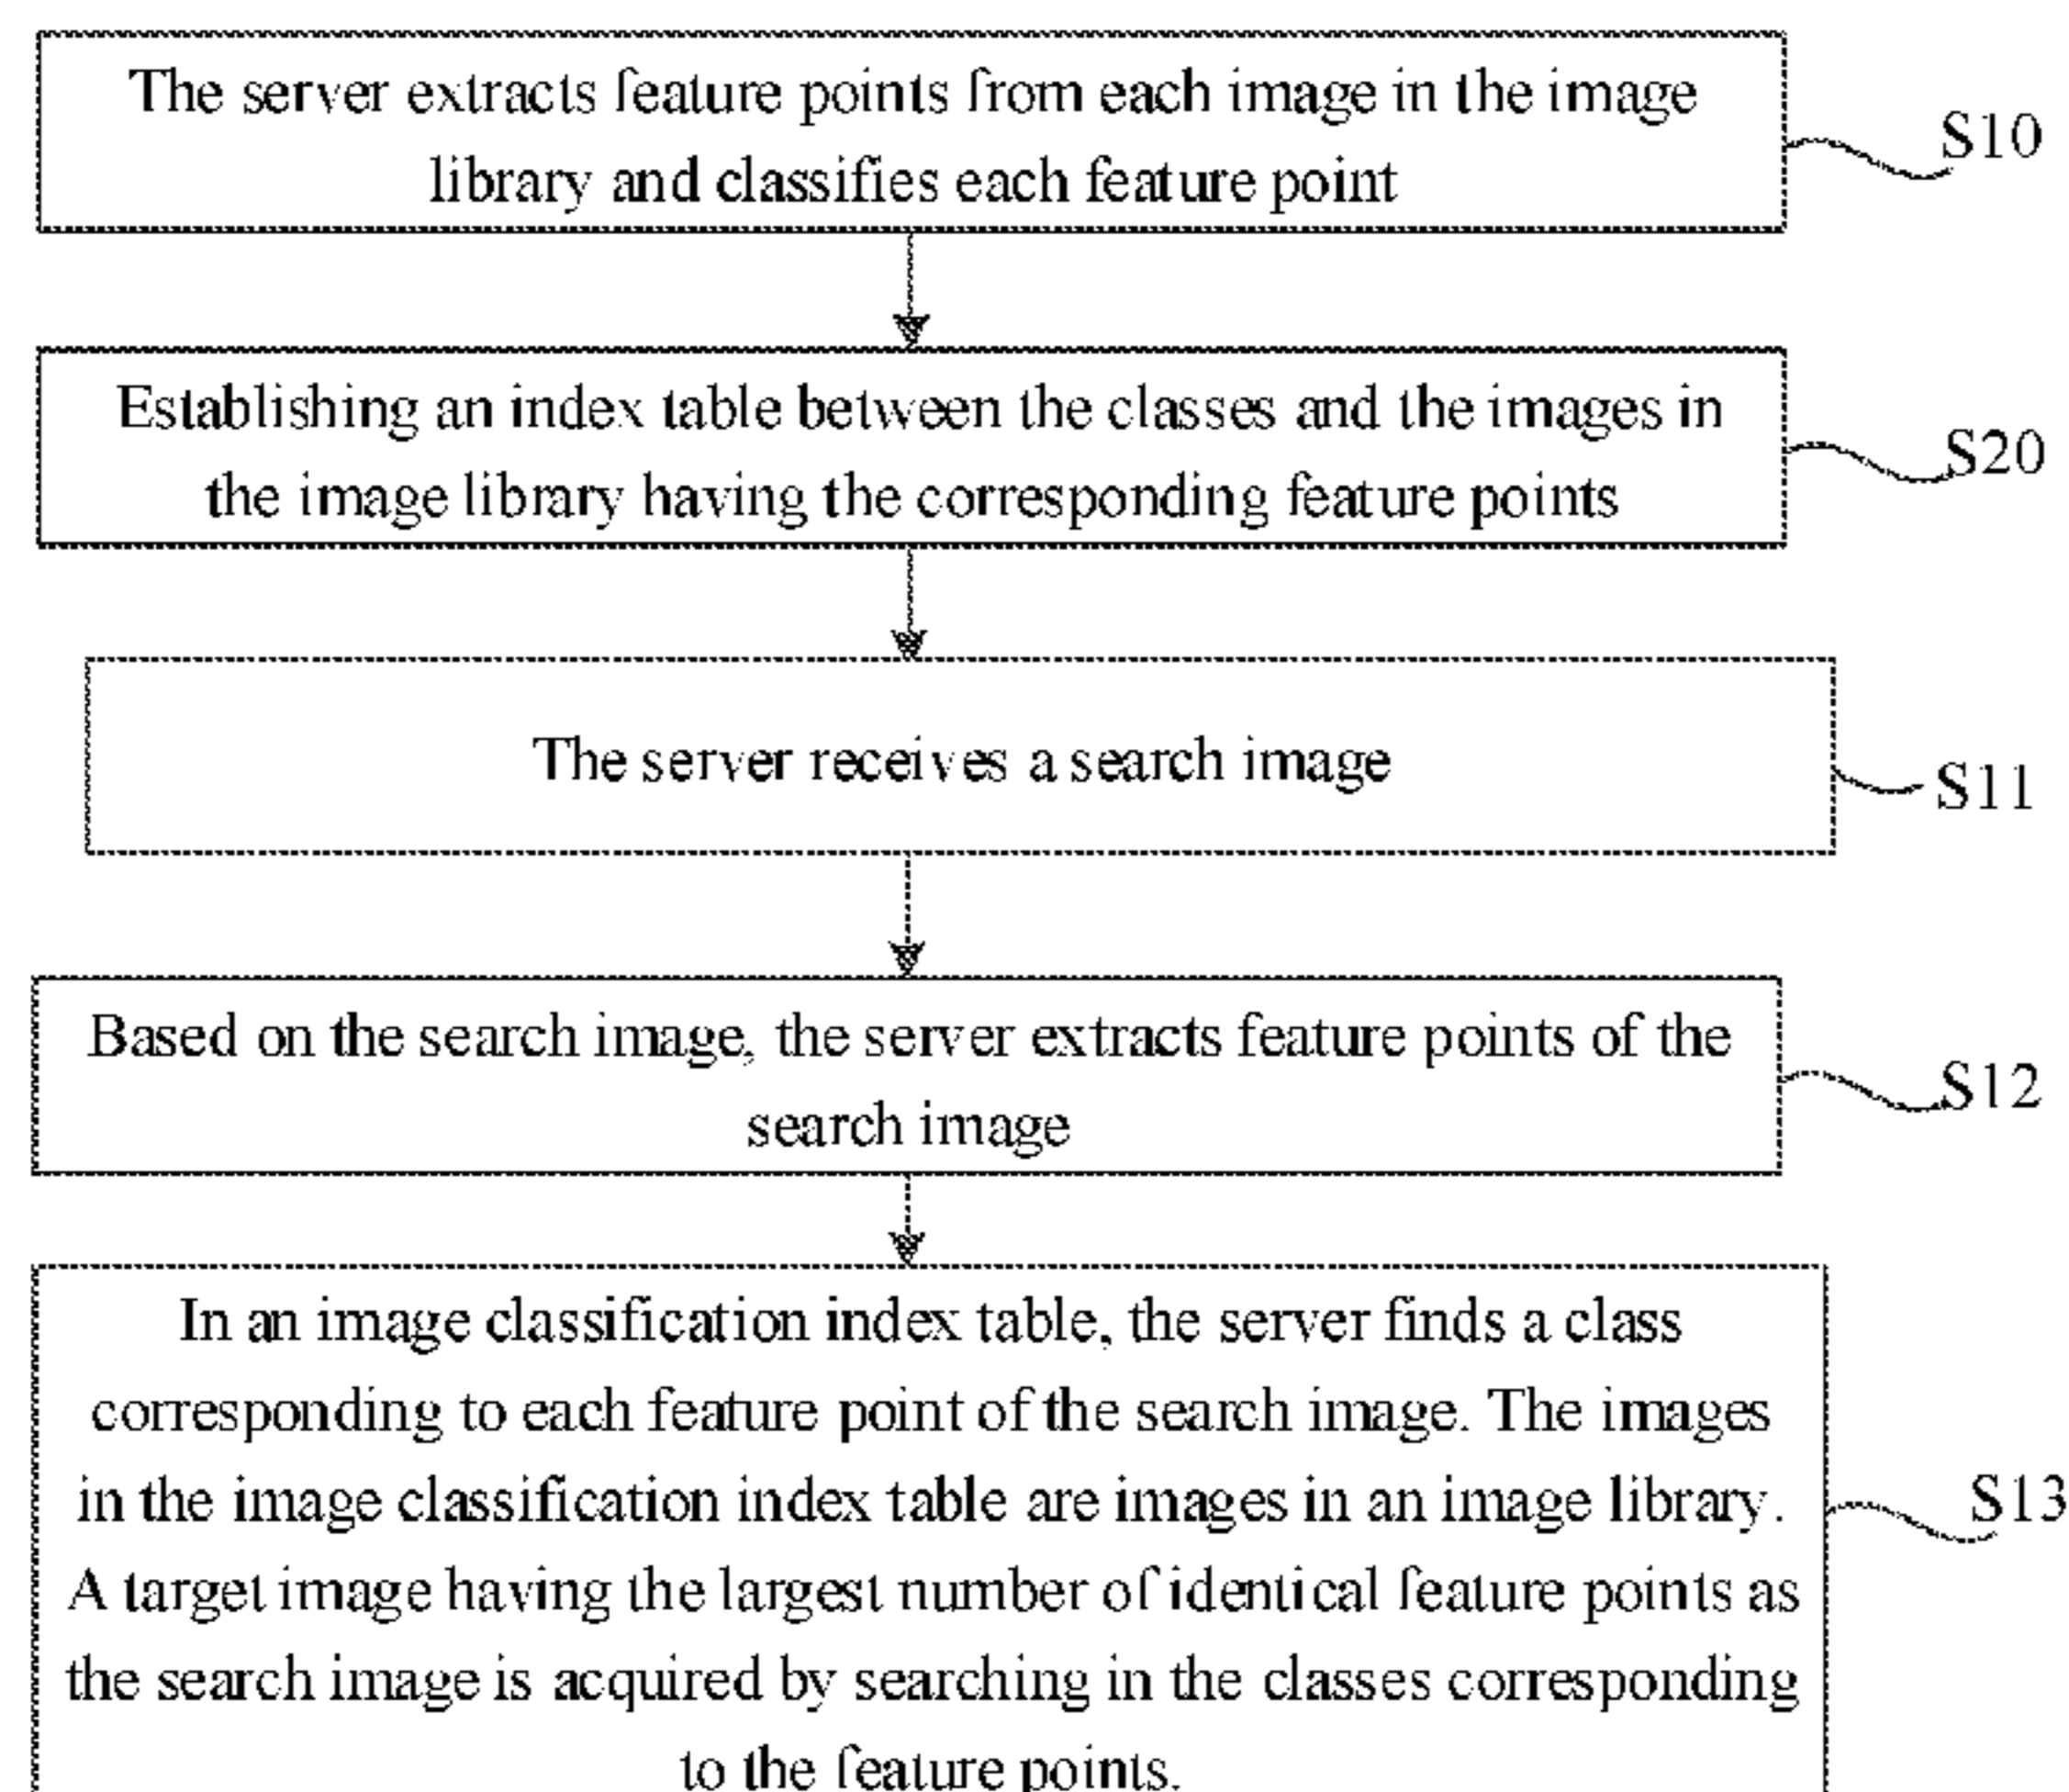 The server extracts feature points from each image in the image
library and classifies each feature point
S10
Establishing an index table between the classes and the images in
the image library having the corresponding feature points
S20
The server receives a search image
S11
Based on the search image, the server extracts feature points of the
search image
S12
In an image classification index table, the server finds a class
corresponding to each feature point of the search image. The images
in the image classification index table are images in an image library.
A target image having the largest number of identical feature points as
the search image is acquired by searching in the classes corresponding
to the feature points.
S13